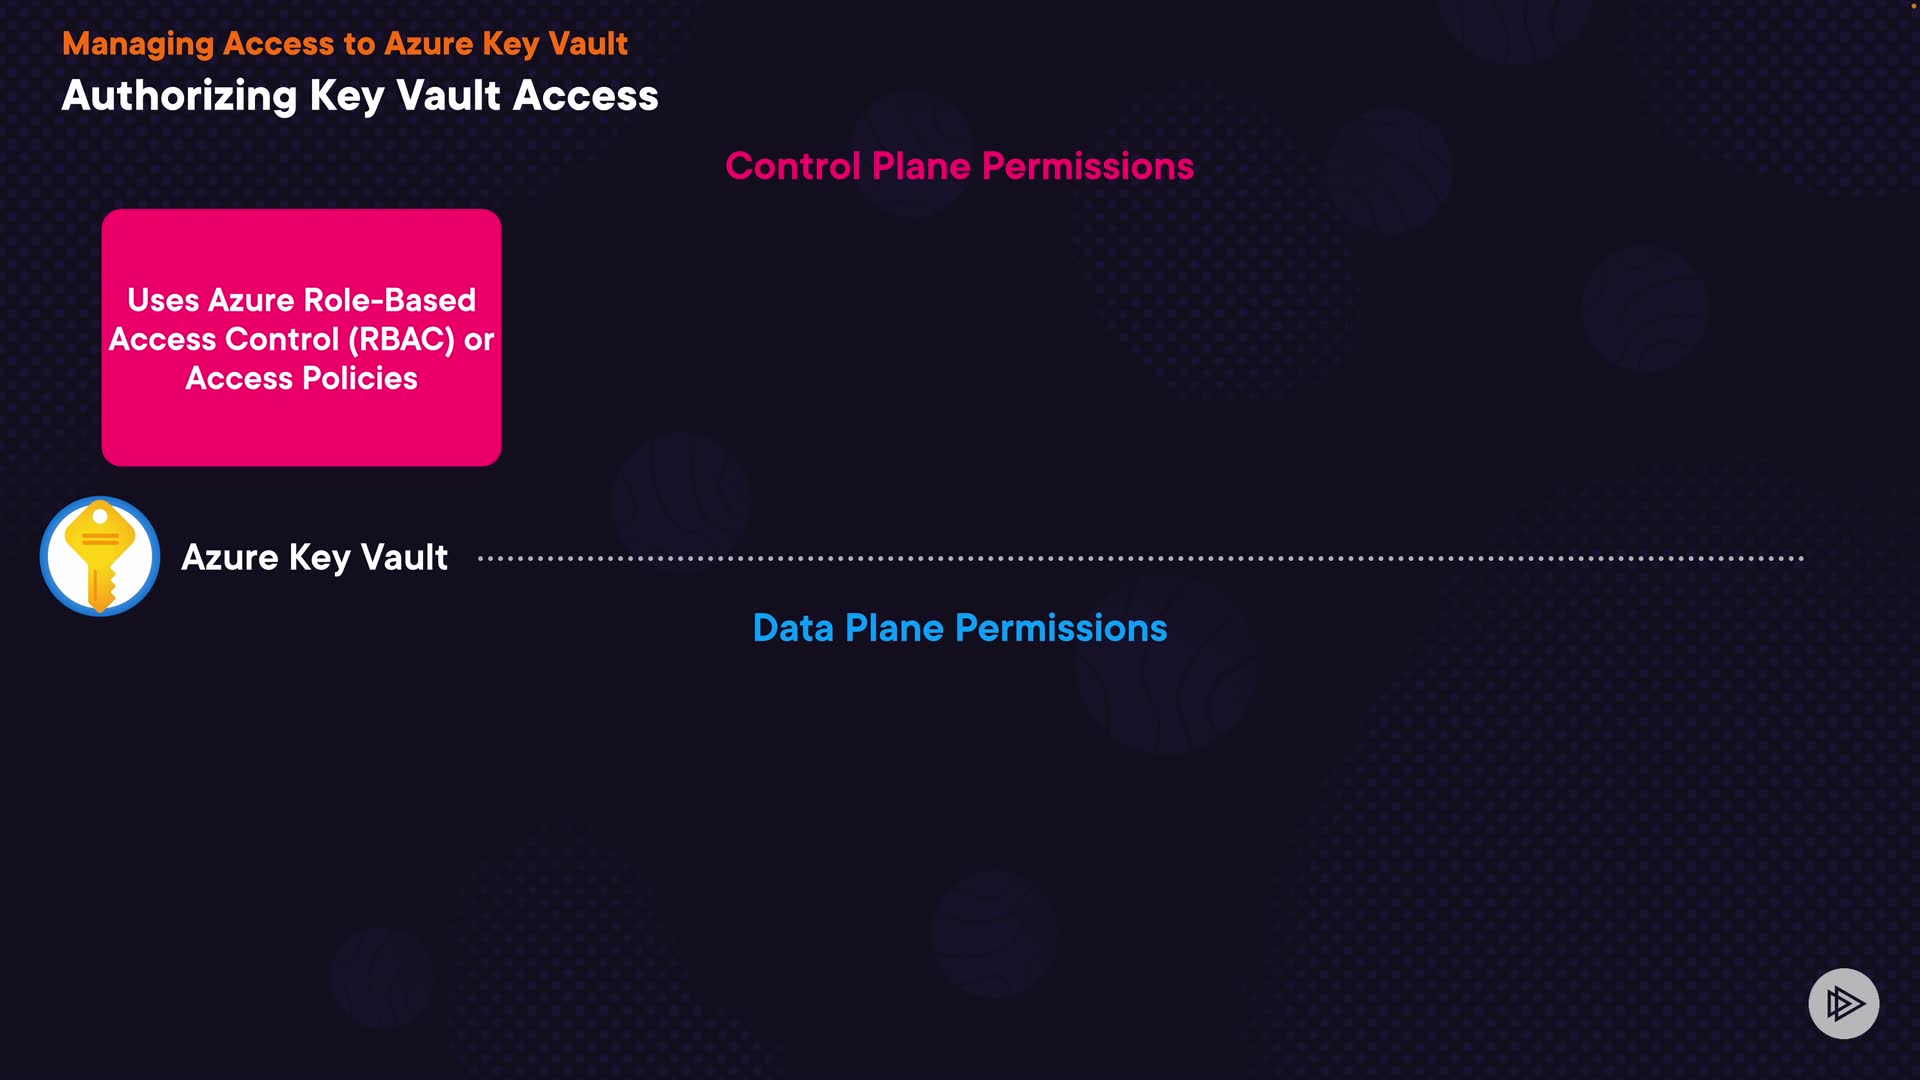 Managing Access to Azure Key Vault
Authorizing Key Vault Access
Control Plane Permissions
Uses Azure Role-Based
Access Control (RBAC) or
Access Policies
Azure Key Vault
Data Plane Permissions